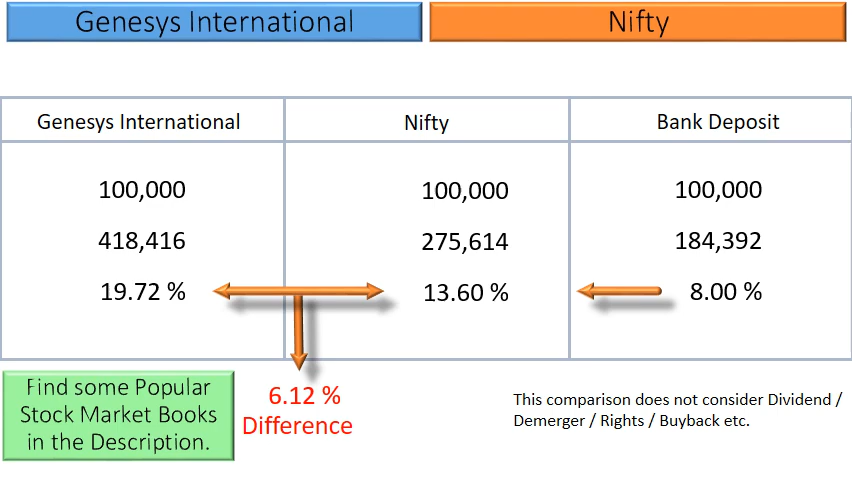 Genesys International
Nifty
Genesys International
Nifty
Bank Deposit
100,000
100,000
100,000
418,416
275,614
184,392
19.72 %
13.60 %
8.00 %
Find some Popular
Stock Market Books
in the Description.
6.12 %
Difference
This comparison does not consider Dividend /
Demerger / Rights / Buyback etc.